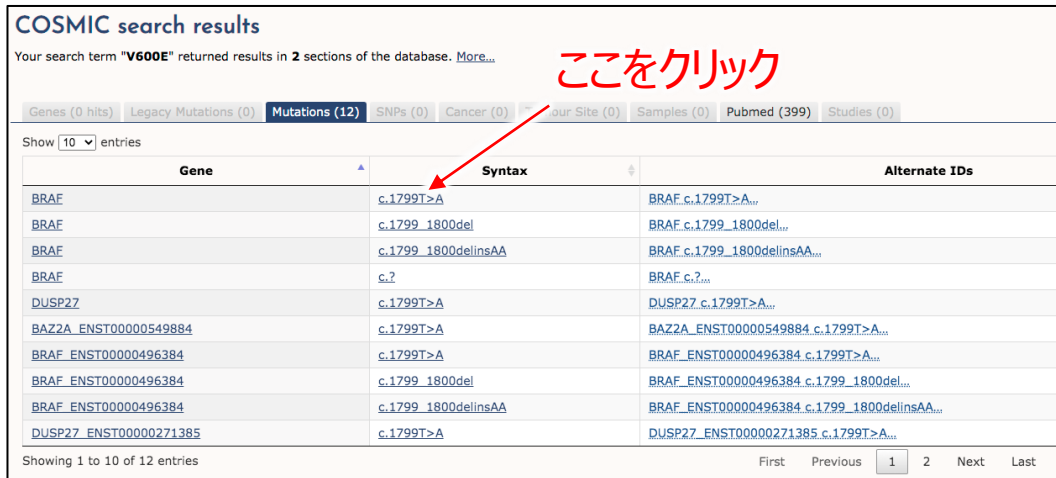 COSMIC search results
Your search term "V600E" returned results in 2 sections of the database. More...
ここをクリック
Genes (0 hits) Legacy Mutations (0) Mutations (12) SNPs (0) Cancer (0) our Site (0) Samples (0) Pubmed (399) Studies (0)
Show 10 entries
Gene Syntax Alternate IDs
BRAF c.1799T>A BRAF c.1799T>A...
BRAF c.1799_1800del BRAF c.1799_1800del...
BRAF c.1799_1800delinsAA BRAF c.1799_1800delinsAA...
BRAF c.? BRAF c.?...
DUSP27 c.1799T>A DUSP27 c.1799T>A...
BAZ2A_ENST00000549884 c.1799T>A BAZ2A_ENST00000549884 c.1799T>A...
BRAF_ENST00000496384 c.1799T>A BRAF_ENST00000496384 c.1799T>A...
BRAF_ENST00000496384 c.1799_1800del BRAF_ENST00000496384 c.1799_1800del...
BRAF_ENST00000496384 c.1799_1800delinsAA BRAF_ENST00000496384 c.1799_1800delinsAA...
DUSP27_ENST00000271385 c.1799T>A DUSP27_ENST00000271385 c.1799T>A...
Showing 1 to 10 of 12 entries First Previous 1 2 Next Last